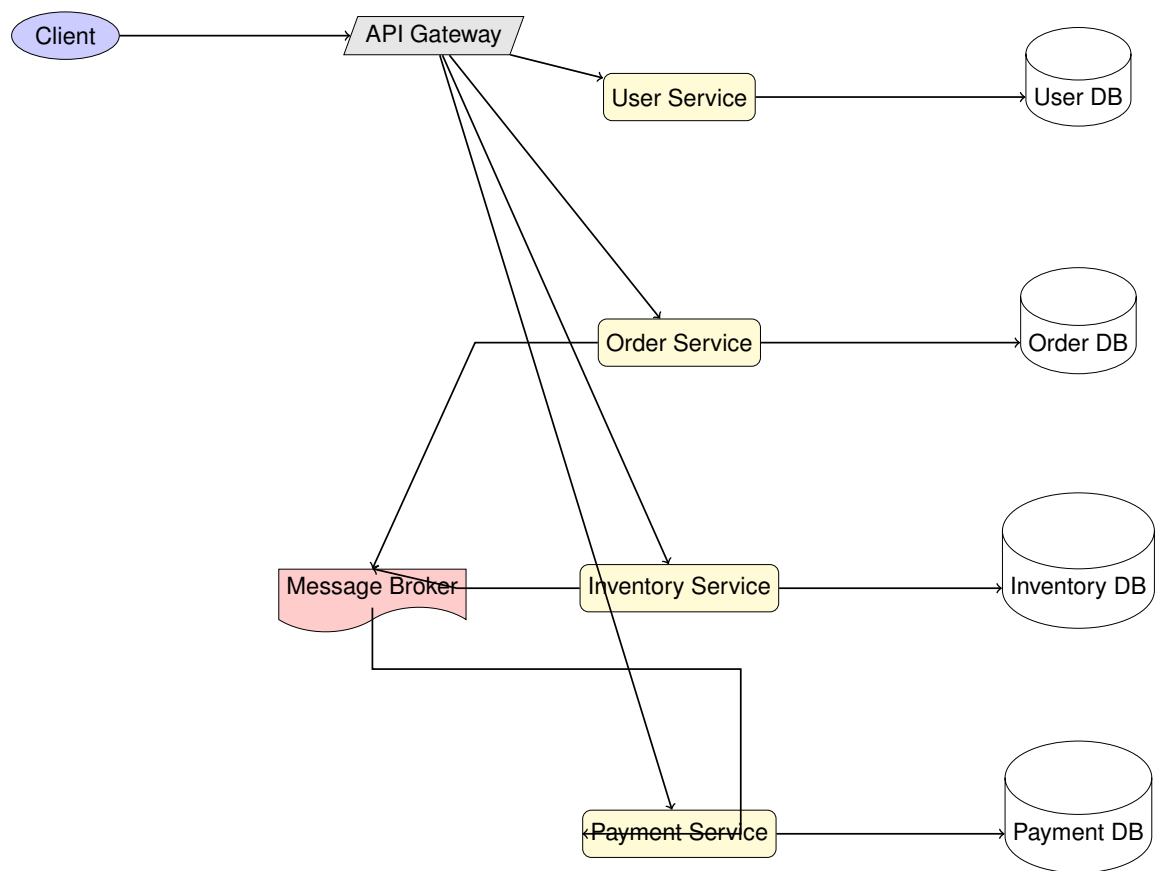 Client
API Gateway
User Service
User DB
Order Service
Order DB
Message Broker
Inventory Service
Inventory DB
Payment Service
Payment DB